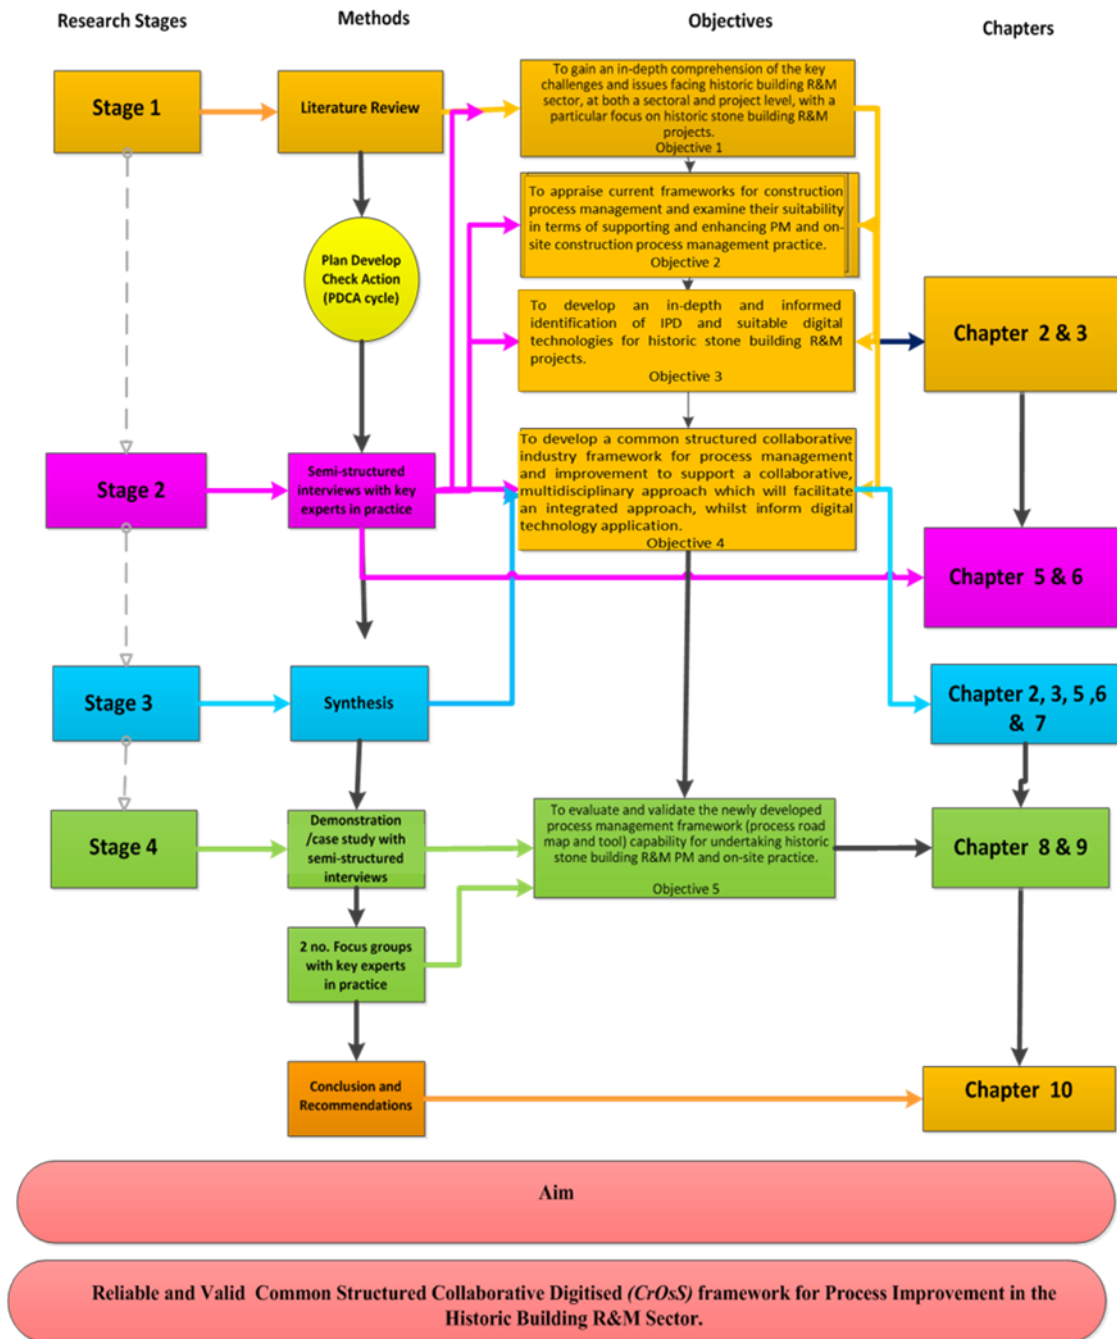 Research Stages
Methods
Objectives
Chapters
Stage 1
Literature Review
To gain an in-depth comprehension of the key
challenges and issues facing historic building R&M
sector, at both a sectoral and project level, with a
particular focus on historic stone building R&M
projects.
Objective 1
To appraise current frameworks for construction
process management and examine their suitability
in terms of supporting and enhancing PM and on-
site construction process management practice.
Objective 2
Plan Develop
Check Action
(PDCA cycle)
To develop an in-depth and informed
identification of IPD and suitable digital
technologies for historic stone building R&M
projects.
Objective 3
Chapter 2 & 3
Stage 2
Semi-structured
interviews with key
experts in practice
To develop a common structured collaborative
industry framework for process management
and improvement to support a collaborative,
multidisciplinary approach which will facilitate
an integrated approach, whilst inform digital
technology application.
Objective 4
Chapter 5 & 6
Stage 3
Synthesis
Chapter 2, 3, 5 ,6
& 7
Stage 4
Demonstration
/case study with
semi-structured
interviews
To evaluate and validate the newly developed
process management framework (process road
map and tool) capability for undertaking historic
stone building R&M PM and on-site practice.
Objective 5
Chapter 8 & 9
2 no. Focus groups
with key experts
in practice
Conclusion and
Recommendations
Chapter 10
Aim
Reliable and Valid Common Structured Collaborative Digitised (CrOsS) framework for Process Improvement in the
Historic Building R&M Sector.